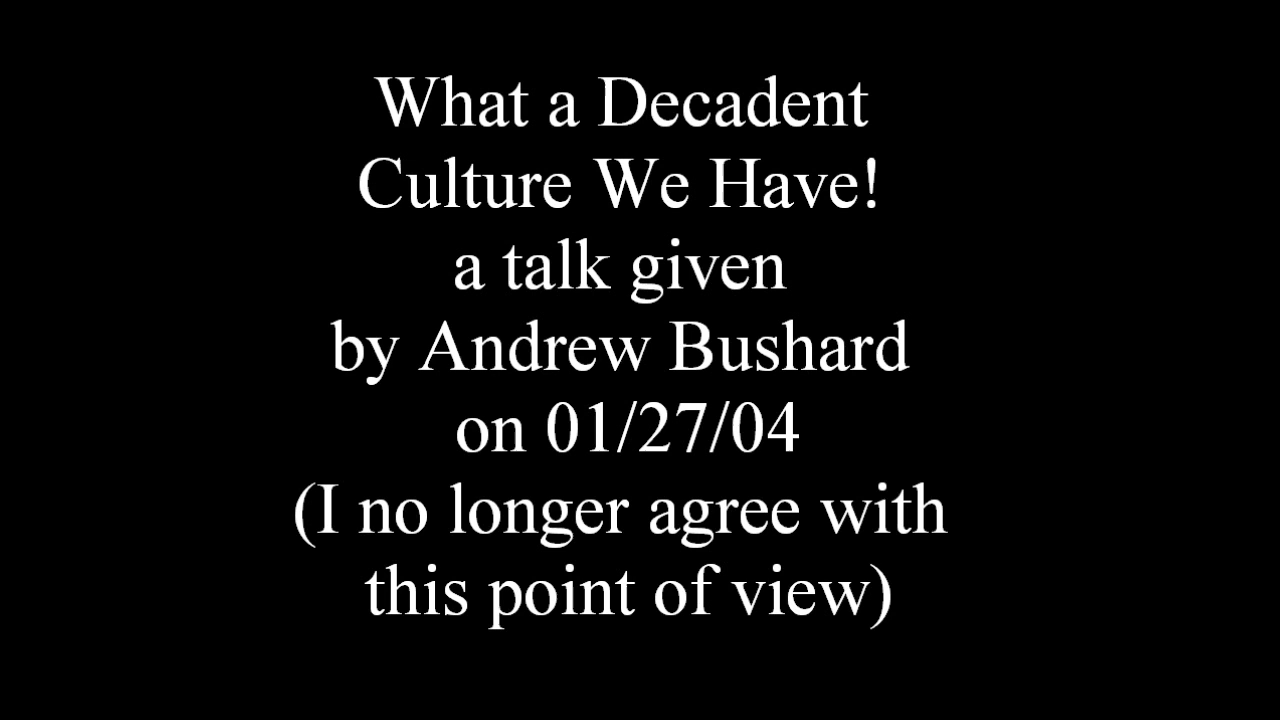 What a Decadent
Culture We Have!
a talk given
by Andrew Bushard
on 01/27/04
(I no longer agree with
this point of view)